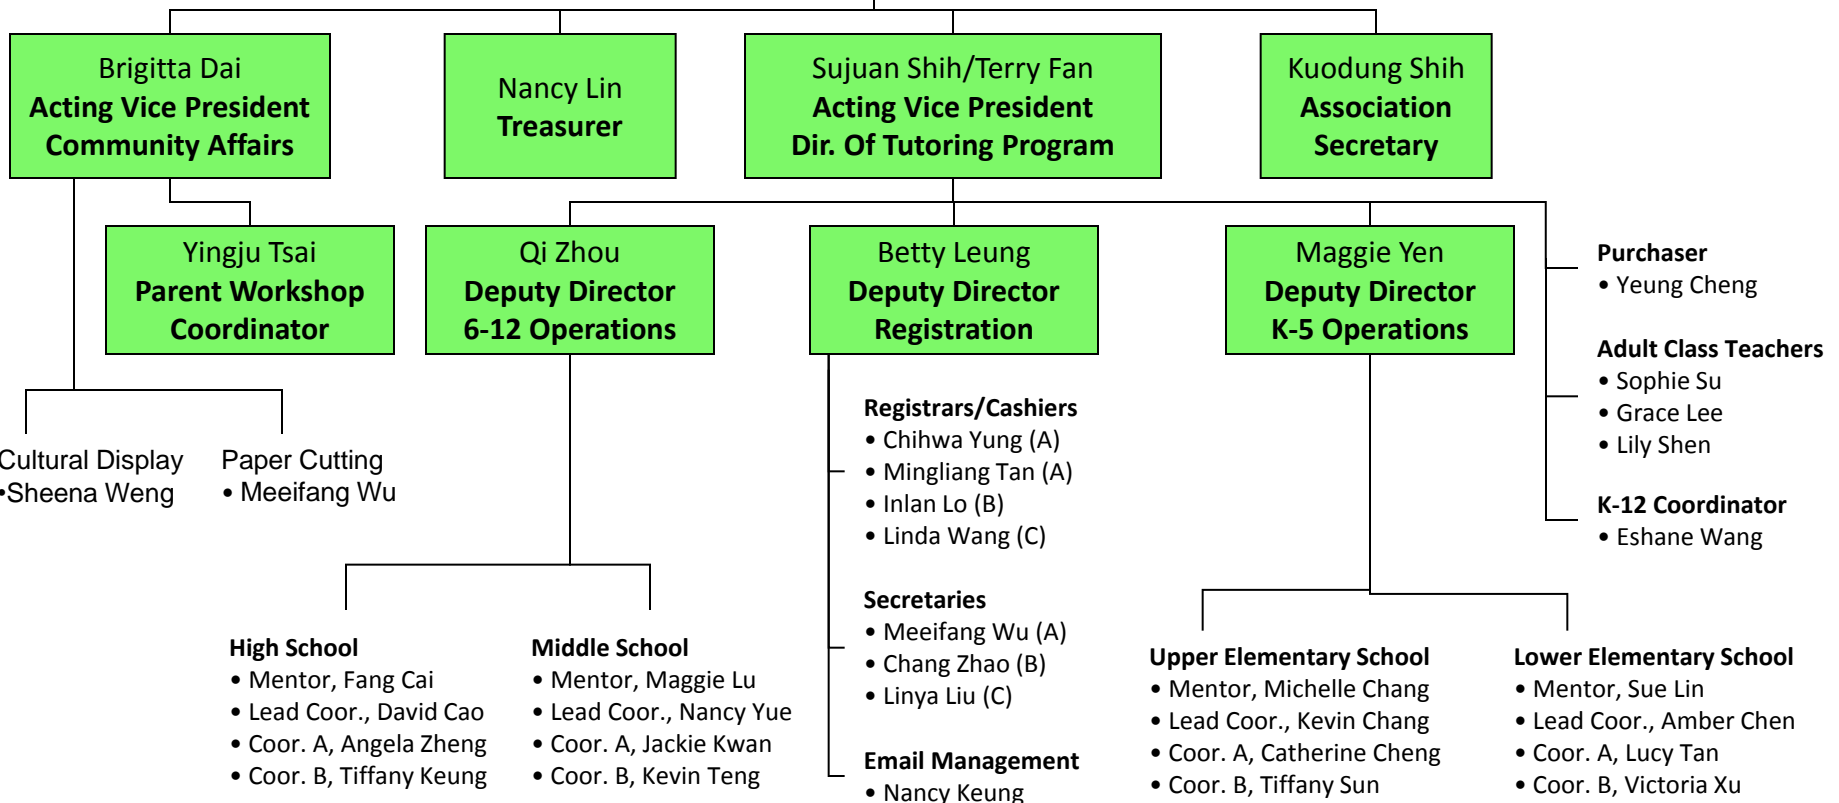 Brigitta Dai
Acting Vice President
Community Affairs
Nancy Lin
Treasurer
Sujuan Shih/Terry Fan
Acting Vice President
Dir. Of Tutoring Program
Kuodung Shih
Association
Secretary
Yingju Tsai
Parent Workshop
Coordinator
Qi Zhou
Deputy Director
6-12 Operations
Betty Leung
Deputy Director
Registration
Maggie Yen
Deputy Director
K-5 Operations
Purchaser
• Yeung Cheng
Adult Class Teachers
• Sophie Su
• Grace Lee
• Lily Shen
K-12 Coordinator
• Eshane Wang
Cultural Display
•Sheena Weng
Paper Cutting
• Meeifang Wu
Registrars/Cashiers
• Chihwa Yung (A)
• Mingliang Tan (A)
• Inlan Lo (B)
• Linda Wang (C)
Secretaries
• Meeifang Wu (A)
• Chang Zhao (B)
• Linya Liu (C)
Email Management
• Nancy Keung
High School
• Mentor, Fang Cai
• Lead Coor., David Cao
• Coor. A, Angela Zheng
• Coor. B, Tiffany Keung
Middle School
• Mentor, Maggie Lu
• Lead Coor., Nancy Yue
• Coor. A, Jackie Kwan
• Coor. B, Kevin Teng
Upper Elementary School
• Mentor, Michelle Chang
• Lead Coor., Kevin Chang
• Coor. A, Catherine Cheng
• Coor. B, Tiffany Sun
Lower Elementary School
• Mentor, Sue Lin
• Lead Coor., Amber Chen
• Coor. A, Lucy Tan
• Coor. B, Victoria Xu